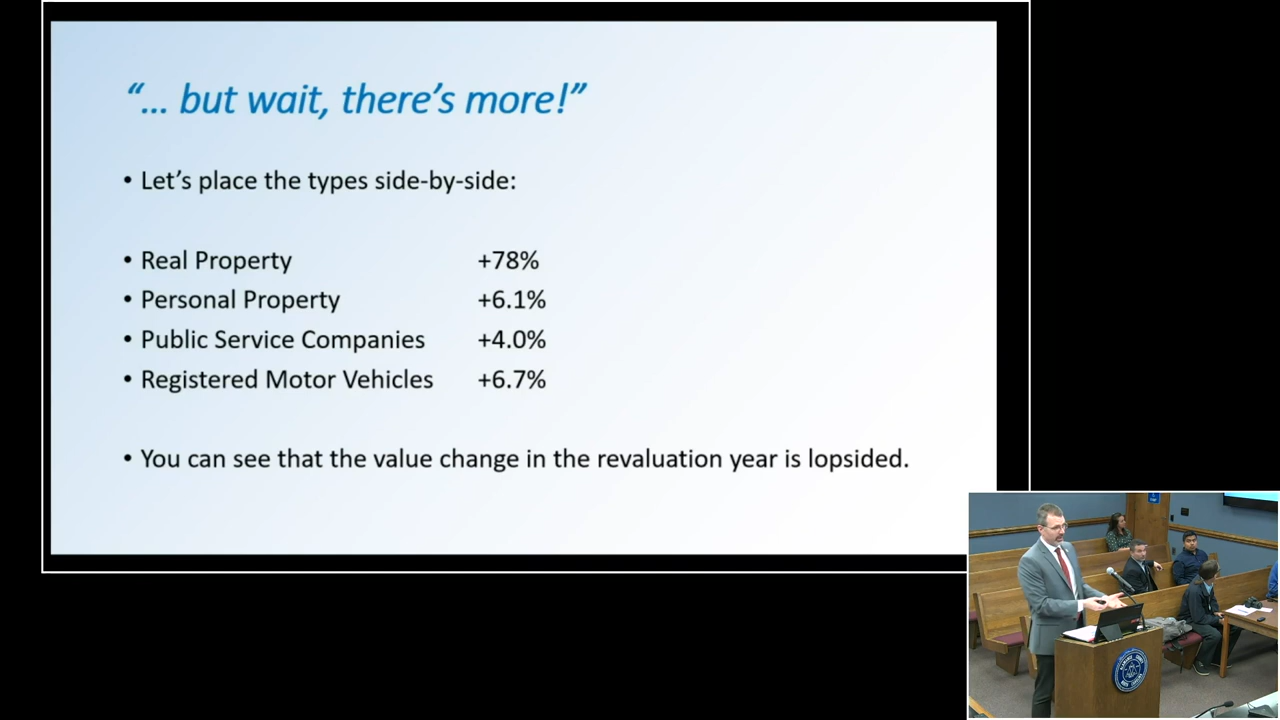 “... but wait, there’s more!”
• Let’s place the types side-by-side:
• Real Property +78%
• Personal Property +6.1%
• Public Service Companies +4.0%
• Registered Motor Vehicles +6.7%
• You can see that the value change in the revaluation year is lopsided.